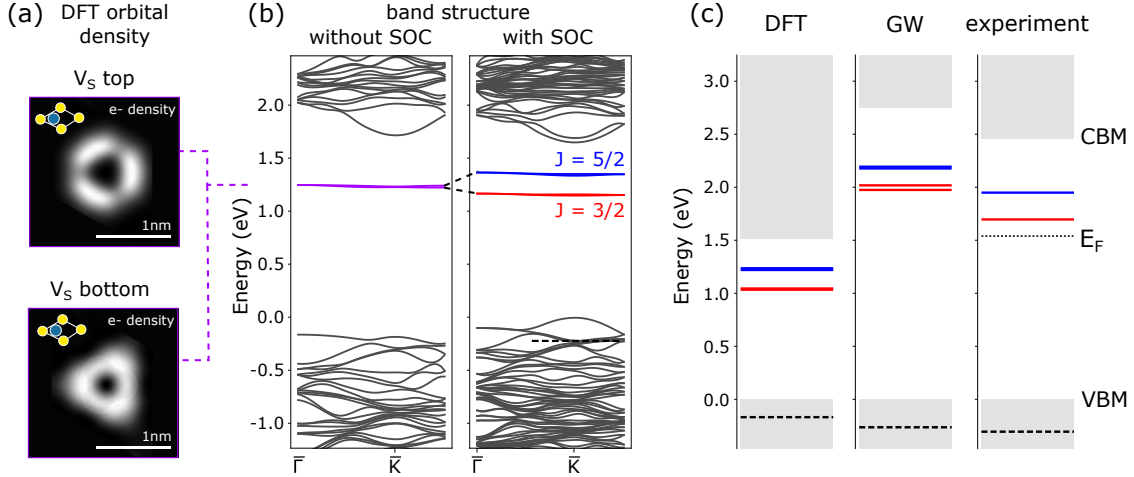 (a)
DFT orbital
density
V_S top
e- density
1nm
V_S bottom
e- density
1nm
(b)
band structure
without SOC
with SOC
Energy (eV)
2.0
1.5
1.0
0.5
0.0
-0.5
-1.0
J = 5/2
J = 3/2
Γ̅
K̅
Γ̅
K̅
(c)
DFT
GW
experiment
Energy (eV)
3.0
2.5
2.0
1.5
1.0
0.5
0.0
CBM
E_F
VBM